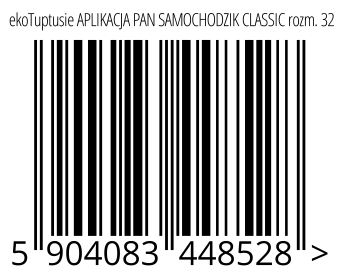 ekoTuptusie APLIKACJA PAN SAMOCHODZIK CLASSIC rozm. 32
5 904083 448528 >